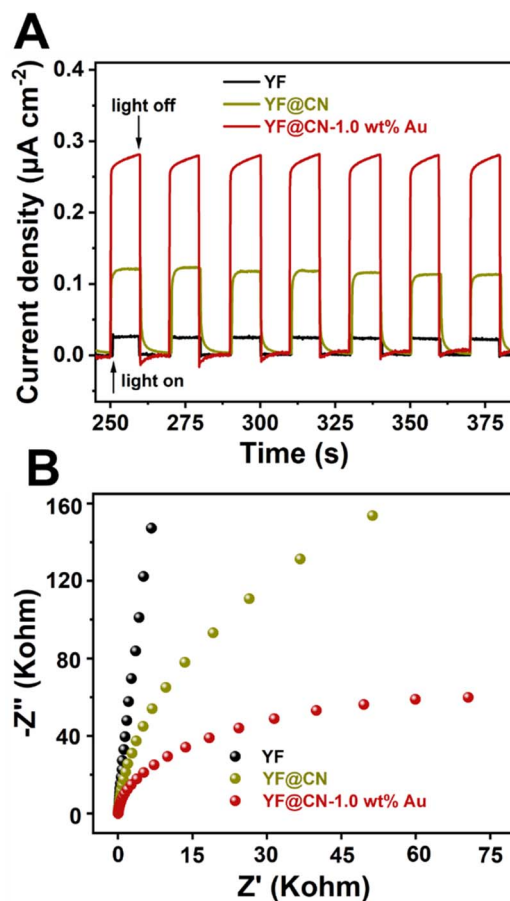 A
0.4
0.3
0.2
0.1
0.0
Current density (µA cm⁻²)
YF
YF@CN
YF@CN-1.0 wt% Au
light off
light on
250 275 300 325 350 375
Time (s)
B
160
120
80
40
0
-Z'' (Kohm)
YF
YF@CN
YF@CN-1.0 wt% Au
0 15 30 45 60 75
Z' (Kohm)